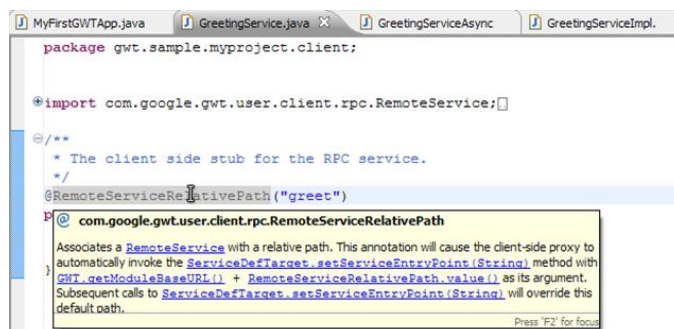 MyFirstGWTApp.java GreetingService.java GreetingServiceAsync GreetingServiceImpl.
package gwt.sample.myproject.client;
import com.google.gwt.user.client.rpc.RemoteService;
/**
* The client side stub for the RPC service.
*/
@RemoteServiceRelativePath("greet")
p
@ com.google.gwt.user.client.rpc.RemoteServiceRelativePath
Associates a RemoteService with a relative path. This annotation will cause the client-side proxy to
automatically invoke the ServiceDefTarget.setServiceEntryPoint(String) method with
GWT.getModuleBaseURL() + RemoteServiceRelativePath.value() as its argument.
}
Subsequent calls to ServiceDefTarget.setServiceEntryPoint(String) will override this
default path.
Press 'F2' for focus